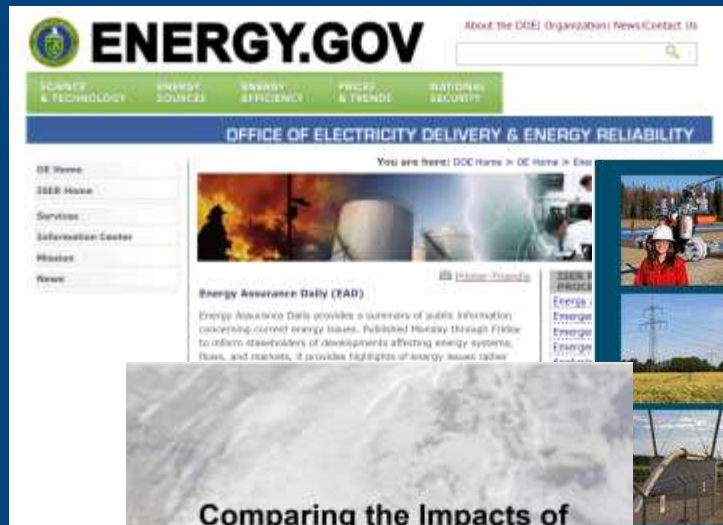 About the DOE| Organization| News|Contact Us
ENERGY.GOV
SCIENCE & TECHNOLOGY
ENERGY SOURCES
ENERGY EFFICIENCY
PRICES & TRENDS
NATIONAL SECURITY
OFFICE OF ELECTRICITY DELIVERY & ENERGY RELIABILITY
You are here: DOE Home > OE Home >
OE Home
ISER Home
Services
Information Center
Mission
News
Printer-Friendly
Energy Assurance Daily (EAD)
Energy Assurance Daily provides a summary of public information
concerning current energy issues. Published Monday through Friday
to inform stakeholders of developments affecting energy systems,
flows, and markets, it provides highlights of energy issues rather
ISER
Energy
Comparing the Impacts of